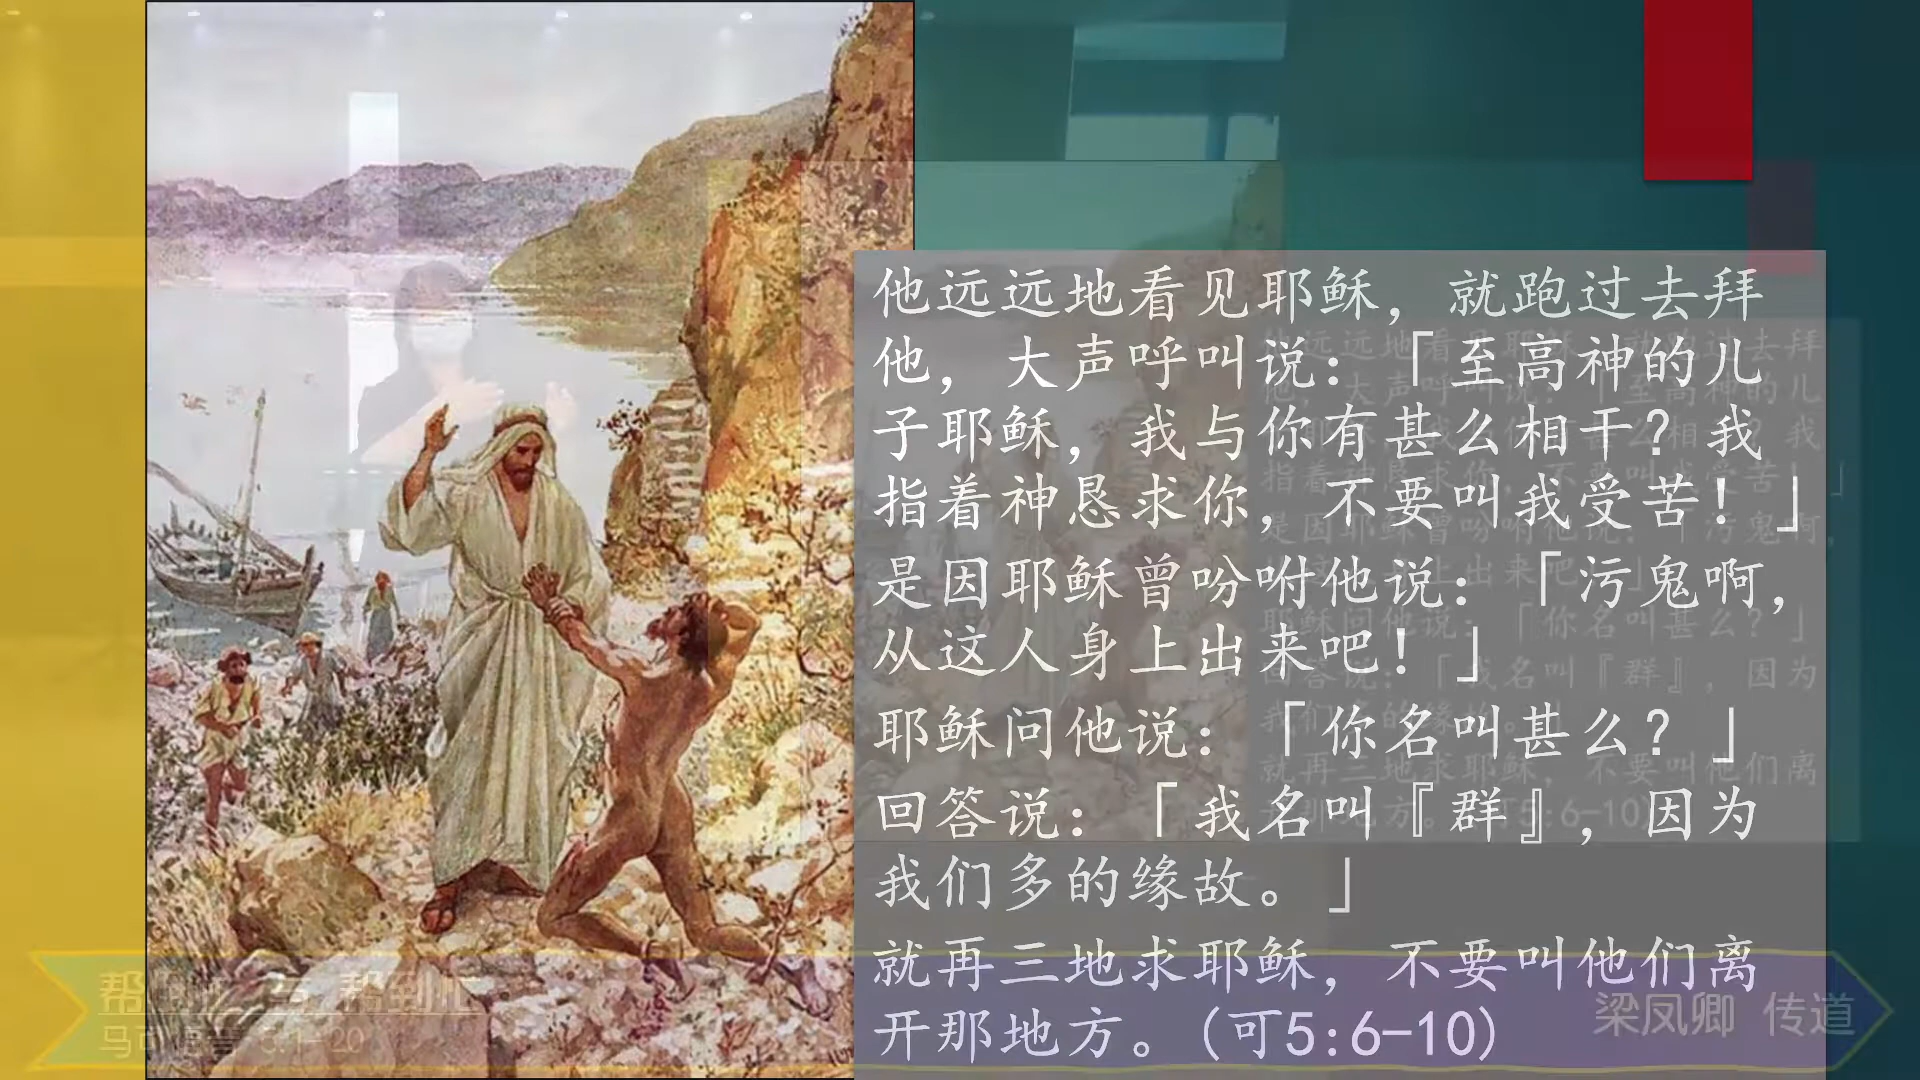 他远远地看见耶稣，就跑过去拜
他，大声呼叫说：「至高神的儿
子耶稣，我与你有甚么相干？我
指着神恳求你，不要叫我受苦！」
是因耶稣曾吩咐他说：「污鬼啊，
从这人身上出来吧！」
耶稣问他说：「你名叫甚么？」
回答说：「我名叫『群』，因为
我们多的缘故。」
就再三地求耶稣，不要叫他们离
开那地方。(可5:6-10)
帮到忙
梁凤卿 传道
5:1-20